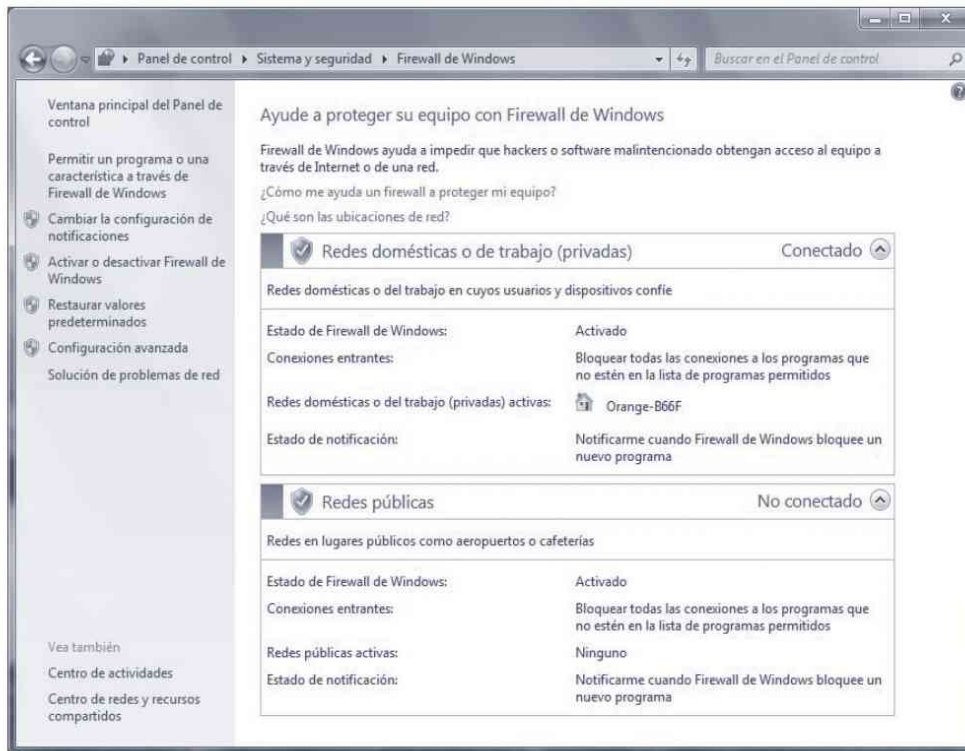 Panel de control
Sistema y seguridad
Firewall de Windows
Buscar en el Panel de control
Ventana principal del Panel de
control
Permitir un programa o una
característica a través de
Firewall de Windows
Cambiar la configuración de
notificaciones
Activar o desactivar Firewall de
Windows
Restaurar valores
predeterminados
Configuración avanzada
Solución de problemas de red
Vea también
Centro de actividades
Centro de redes y recursos
compartidos
Ayude a proteger su equipo con Firewall de Windows
Firewall de Windows ayuda a impedir que hackers o software malintencionado obtengan acceso al equipo a
través de Internet o de una red.
¿Cómo me ayuda un firewall a proteger mi equipo?
¿Qué son las ubicaciones de red?
Redes domésticas o de trabajo (privadas) Conectado
Redes domésticas o del trabajo en cuyos usuarios y dispositivos confíe
Estado de Firewall de Windows: Activado
Conexiones entrantes: Bloquear todas las conexiones a los programas que
no estén en la lista de programas permitidos
Redes domésticas o del trabajo (privadas) activas: Orange-B66F
Estado de notificación: Notificarme cuando Firewall de Windows bloquee un
nuevo programa
Redes públicas No conectado
Redes en lugares públicos como aeropuertos o cafeterías
Estado de Firewall de Windows: Activado
Conexiones entrantes: Bloquear todas las conexiones a los programas que
no estén en la lista de programas permitidos
Redes públicas activas: Ninguno
Estado de notificación: Notificarme cuando Firewall de Windows bloquee un
nuevo programa